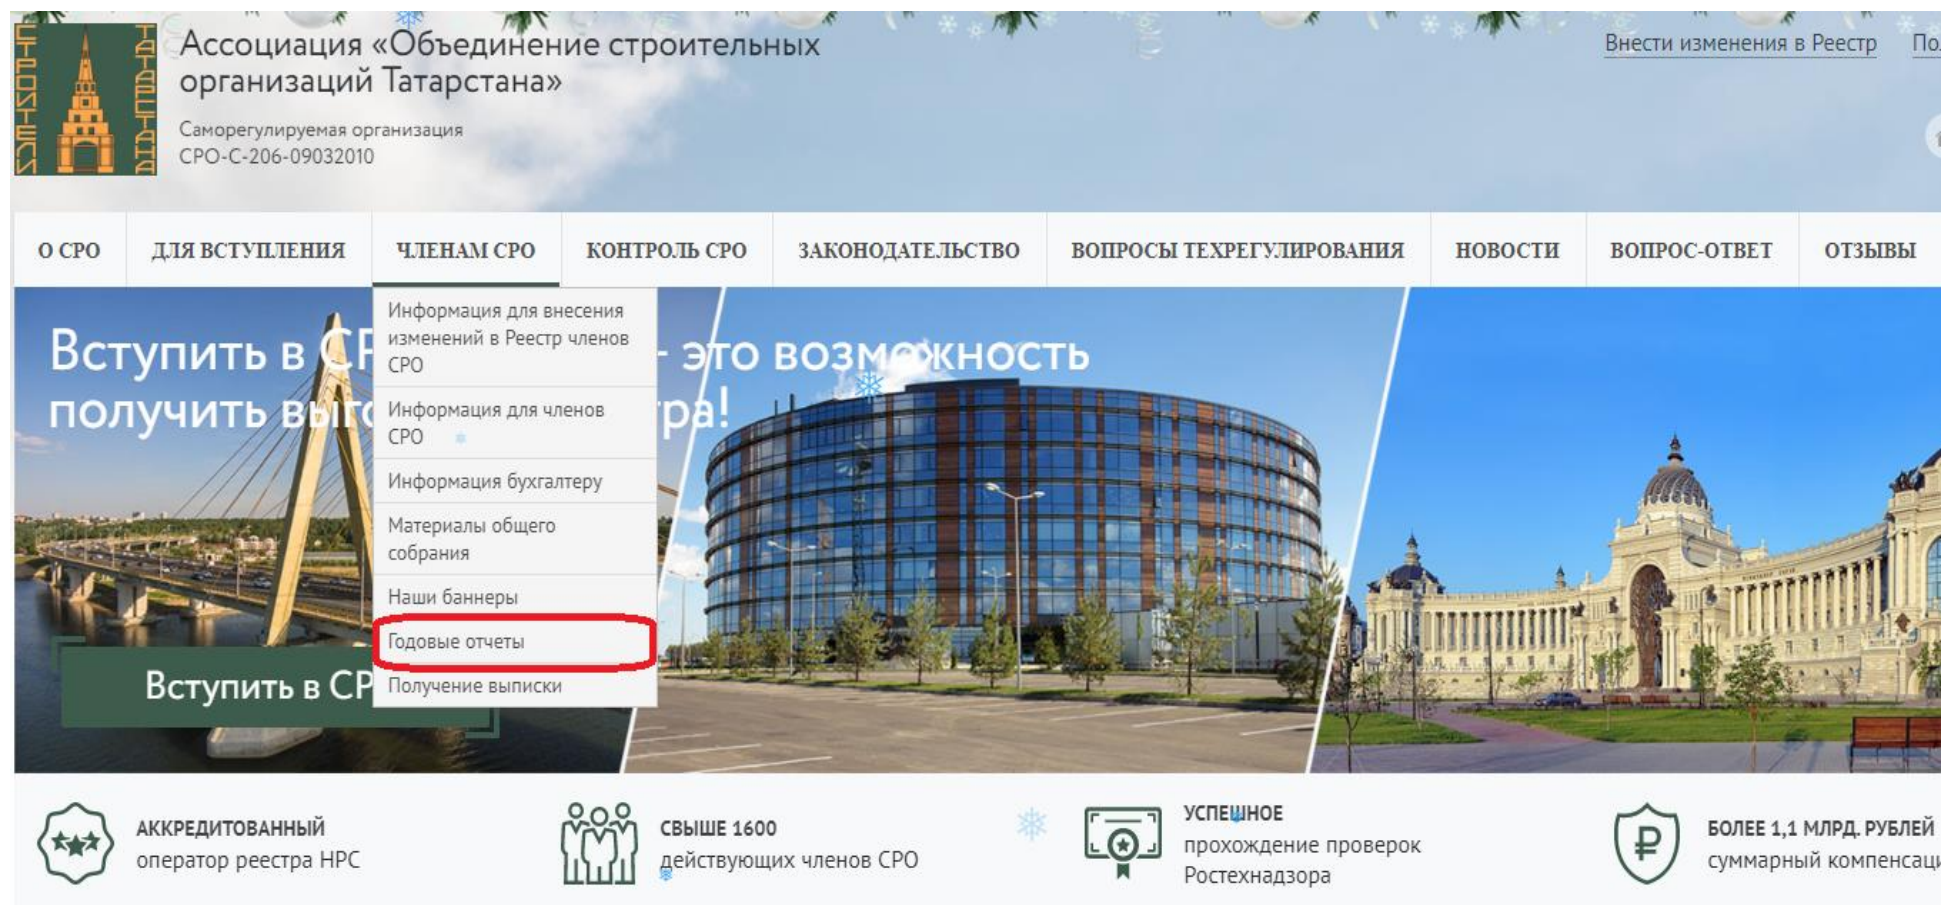 СТРОИТЕЛИ
ТАТАРСТАНА
Ассоциация «Объединение строительных
организаций Татарстана»
Саморегулируемая организация
СРО-С-206-09032010
Внести изменения в Реестр
О СРО
ДЛЯ ВСТУПЛЕНИЯ
ЧЛЕНАМ СРО
КОНТРОЛЬ СРО
ЗАКОНОДАТЕЛЬСТВО
ВОПРОСЫ ТЕХРЕГУЛИРОВАНИЯ
НОВОСТИ
ВОПРОС-ОТВЕТ
ОТЗЫВЫ
Информация для внесения
изменений в Реестр членов
СРО
Информация для членов
СРО
Информация бухгалтеру
Материалы общего
собрания
Наши баннеры
Годовые отчеты
Получение выписки
Вступить в - это возможность
получить
Вступить в
АККРЕДИТОВАННЫЙ
оператор реестра НРС
СВЫШЕ 1600
действующих членов СРО
УСПЕШНОЕ
прохождение проверок
Ростехнадзора
БОЛЕЕ 1,1 МЛРД. РУБЛЕЙ
суммарный